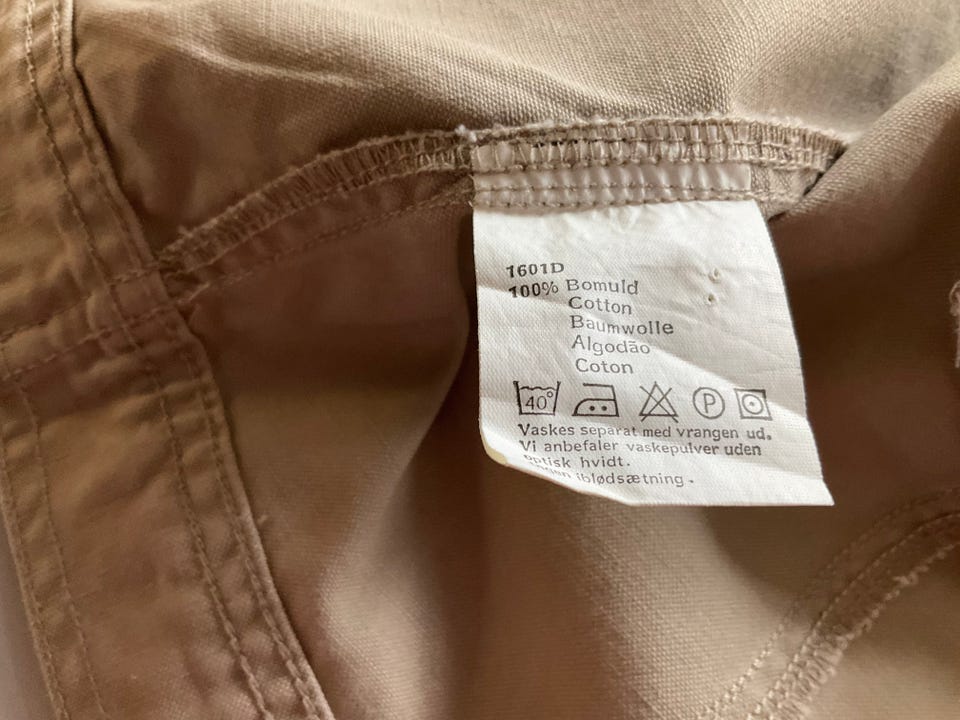 1601D
100% Bomuld
Cotton
Baumwolle
Algodão
Coton
40°
P
Vaskes separat med vrangen ud.
Vi anbefaler vaskepulver uden
optisk hvidt.
Ingen iblødsætning.